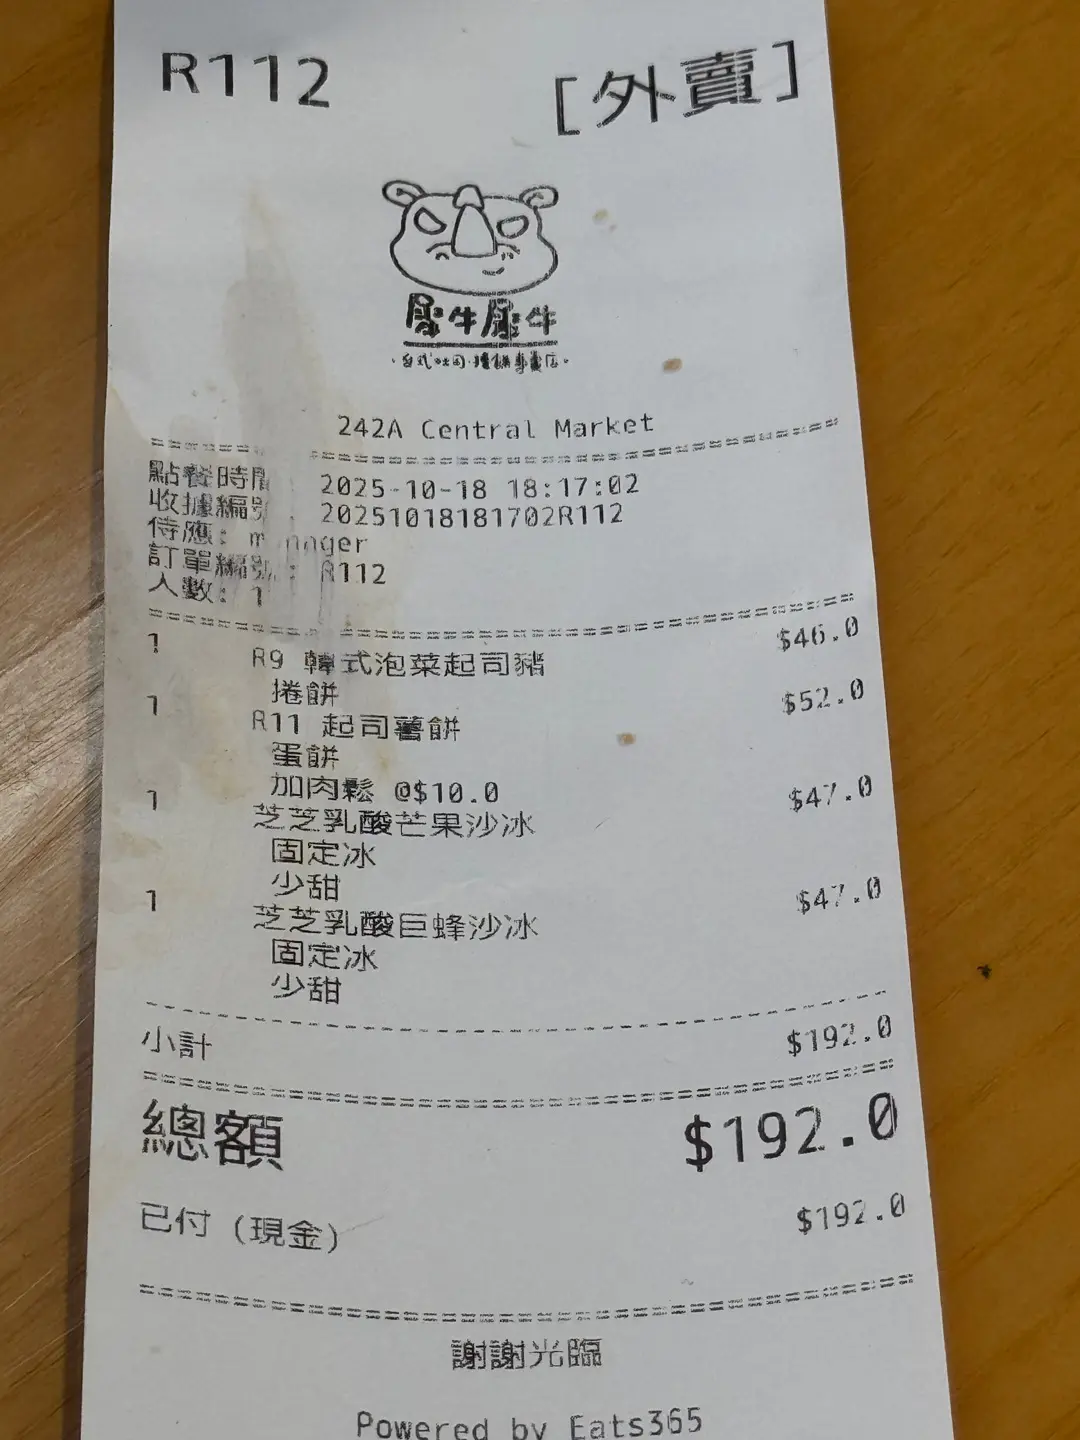 R112
[外賣]
犀牛犀牛
242A Central Market
點餐時間: 2025-10-18 18:17:02
收據編號: 20251018181702R112
侍應: manager
訂單編號: R112
人數: 1
1 R9 韓式泡菜起司豬 $46.0
捲餅
1 R11 起司薯餅 $52.0
蛋餅
加肉鬆 @$10.0
1 芝芝乳酸芒果沙冰 $47.0
固定冰
少甜
1 芝芝乳酸巨蜂沙冰 $47.0
固定冰
少甜
小計 $192.0
總額 $192.0
已付 (現金) $192.0
謝謝光臨
Powered by Eats365